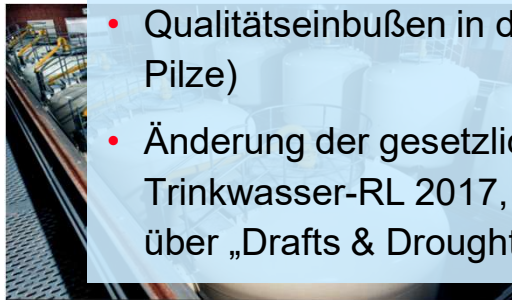 • Qualitätseinbußen in d
Pilze)
• Änderung der gesetzlic
Trinkwasser-RL 2017,
über „Drafts & Drought